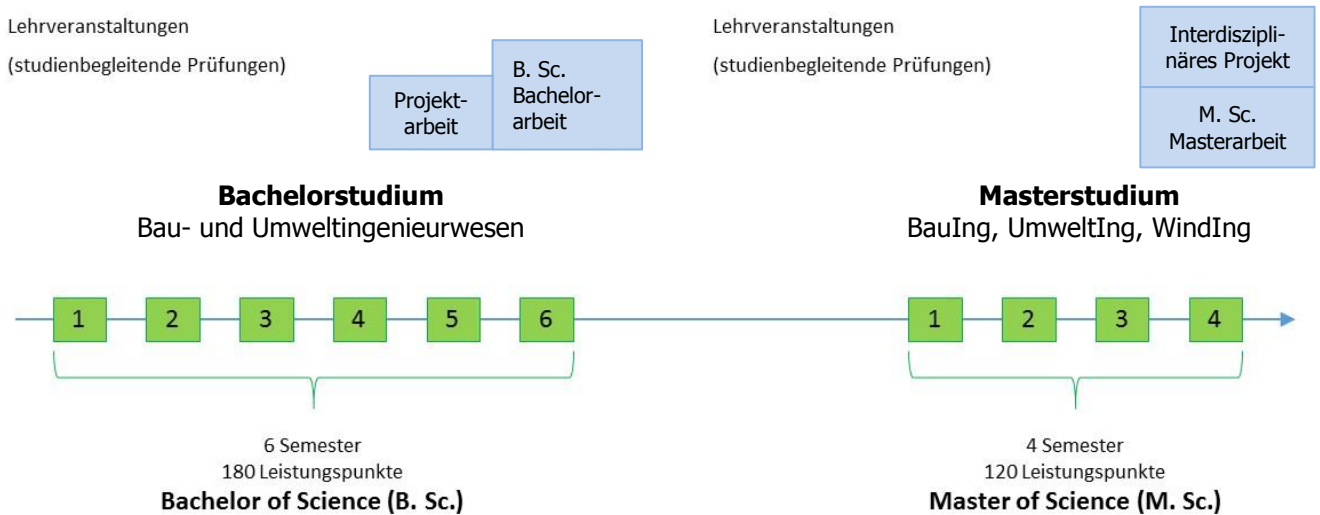 Lehrveranstaltungen
(studienbegleitende Prüfungen)
Projekt-
arbeit
B. Sc.
Bachelor-
arbeit
Bachelorstudium
Bau- und Umweltingenieurwesen
1 2 3 4 5 6
6 Semester
180 Leistungspunkte
Bachelor of Science (B. Sc.)
Lehrveranstaltungen
(studienbegleitende Prüfungen)
Interdiszipli-
näres Projekt
M. Sc.
Masterarbeit
Masterstudium
BauIng, UmweltIng, WindIng
1 2 3 4
4 Semester
120 Leistungspunkte
Master of Science (M. Sc.)